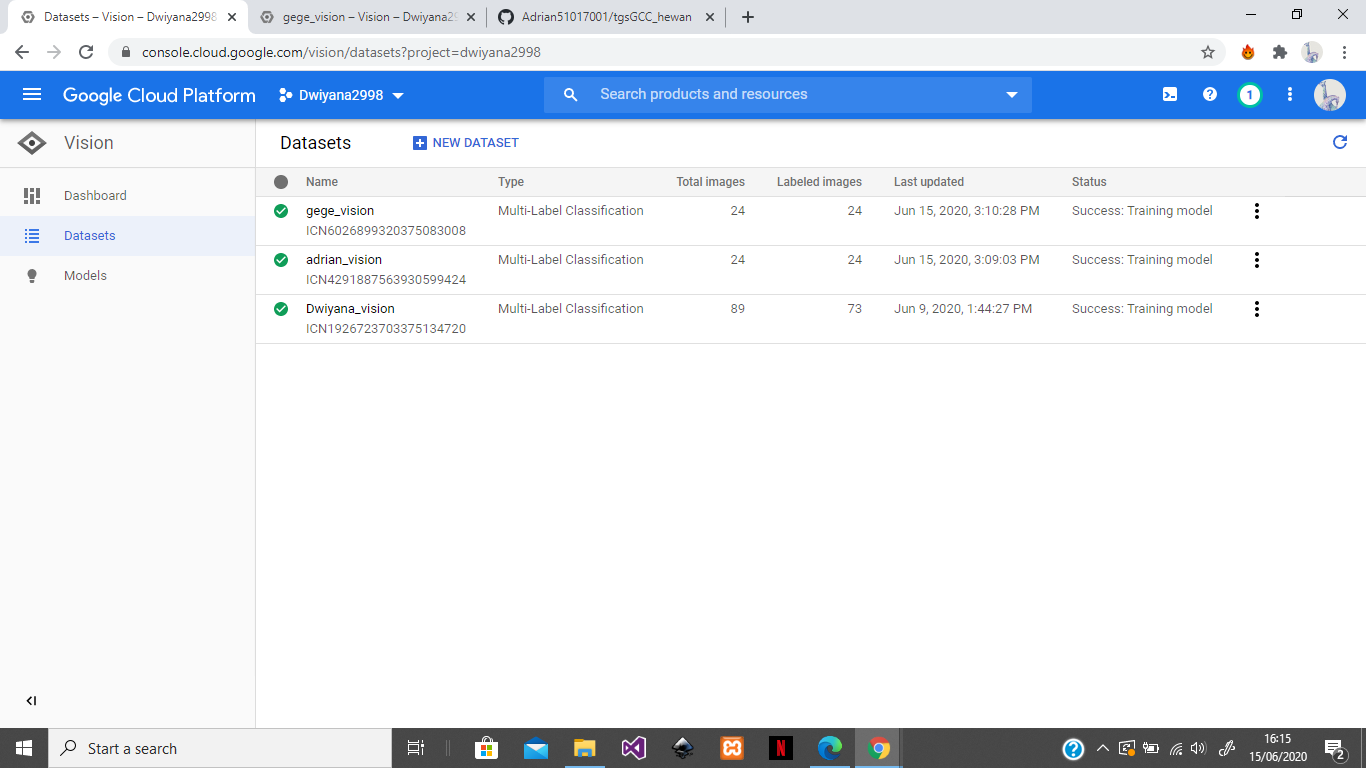 Datasets – Vision – Dwiyana2998
gege_vision – Vision – Dwiyana29
Adrian51017001/tgsGCC_hewan
console.cloud.google.com/vision/datasets?project=dwiyana2998
Google Cloud Platform
Dwiyana2998
Search products and resources
1
Vision
Datasets
NEW DATASET
Dashboard
Datasets
Models
Name Type Total images Labeled images Last updated Status
gege_vision Multi-Label Classification 24 24 Jun 15, 2020, 3:10:28 PM Success: Training model
ICN6026899320375083008
adrian_vision Multi-Label Classification 24 24 Jun 15, 2020, 3:09:03 PM Success: Training model
ICN4291887563930599424
Dwiyana_vision Multi-Label Classification 89 73 Jun 9, 2020, 1:44:27 PM Success: Training model
ICN1926723703375134720
Start a search
N
16:15
15/06/2020
2